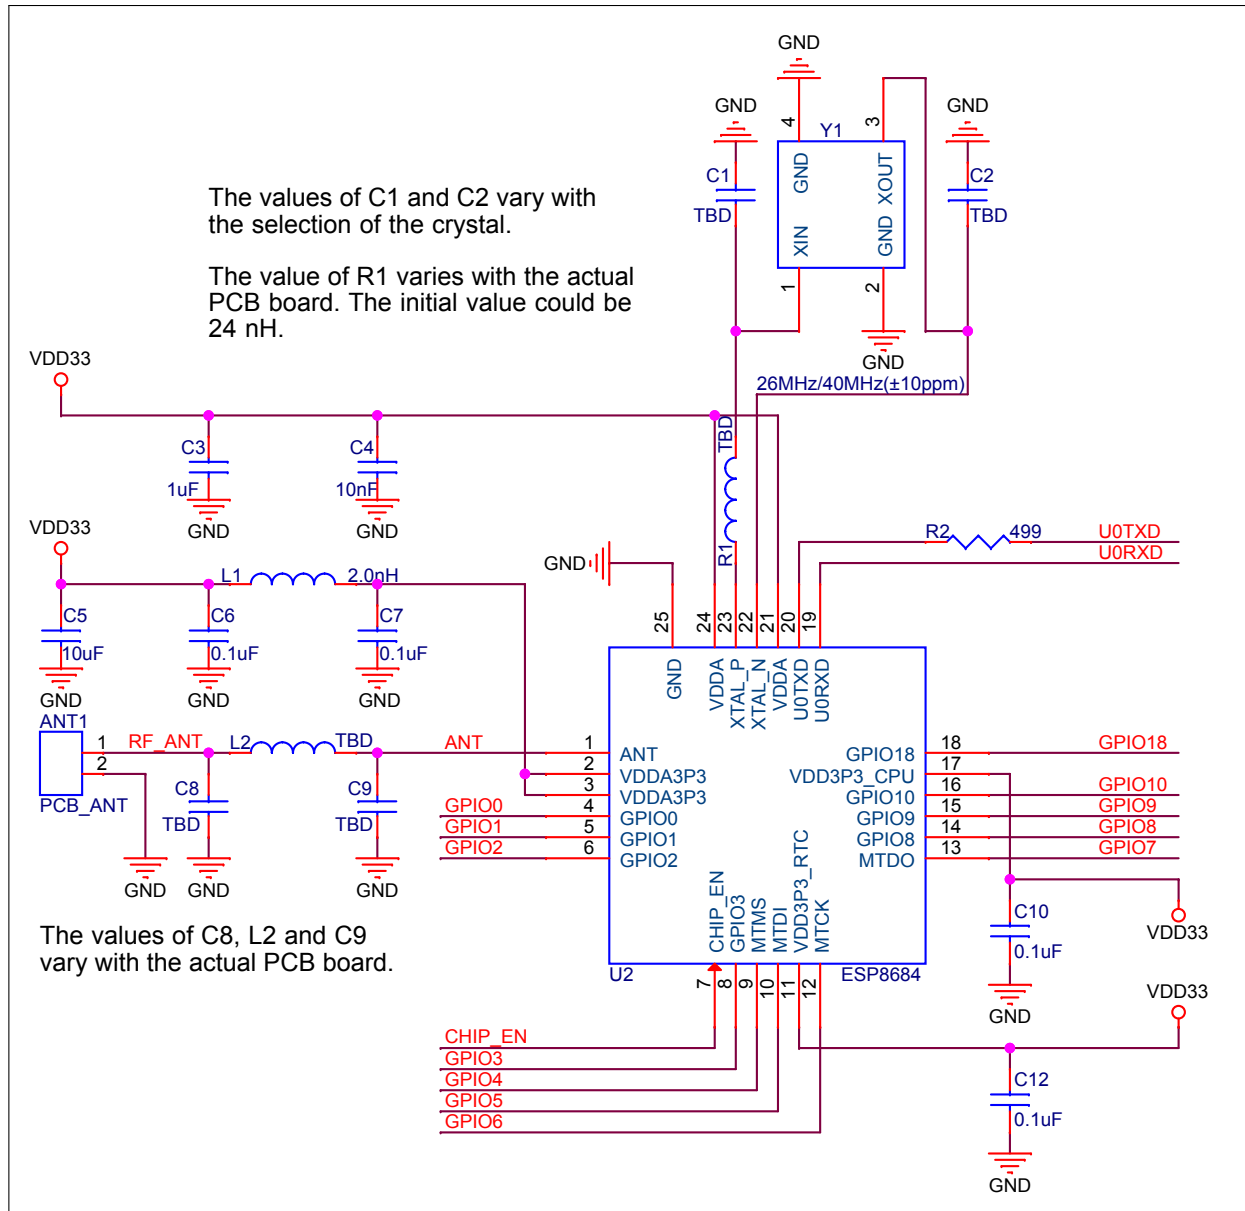 GND
GND
GND
4
3
Y1
C1
GND
XOUT
C2
TBD
TBD
XIN
GND
1
2
GND
The values of C1 and C2 vary with
the selection of the crystal.
The value of R1 varies with the actual
PCB board. The initial value could be
24 nH.
26MHz/40MHz(±10ppm)
VDD33
C3
1uF
GND
C4
10nF
GND
TBD
R1
VDD33
L1
2.0nH
C5
10uF
GND
C6
0.1uF
GND
C7
0.1uF
GND
GND
R2
499
U0TXD
U0RXD
25
24
23
22
21
20
19
GND
VDDA
XTAL_P
XTAL_N
VDDA
U0TXD
U0RXD
ANT1
1
2
PCB_ANT
RF_ANT
L2
TBD
ANT
C8
TBD
C9
TBD
GND
GND
GND
GPIO0
GPIO1
GPIO2
1
2
3
4
5
6
ANT
VDDA3P3
VDDA3P3
GPIO0
GPIO1
GPIO2
GPIO18
VDD3P3_CPU
GPIO10
GPIO9
GPIO8
MTDO
18
17
16
15
14
13
GPIO18
GPIO10
GPIO9
GPIO8
GPIO7
CHIP_EN
GPIO3
MTMS
MTDI
VDD3P3_RTC
MTCK
U2
ESP8684
7
8
9
10
11
12
The values of C8, L2 and C9
vary with the actual PCB board.
C10
0.1uF
GND
VDD33
VDD33
CHIP_EN
GPIO3
GPIO4
GPIO5
GPIO6
C12
0.1uF
GND